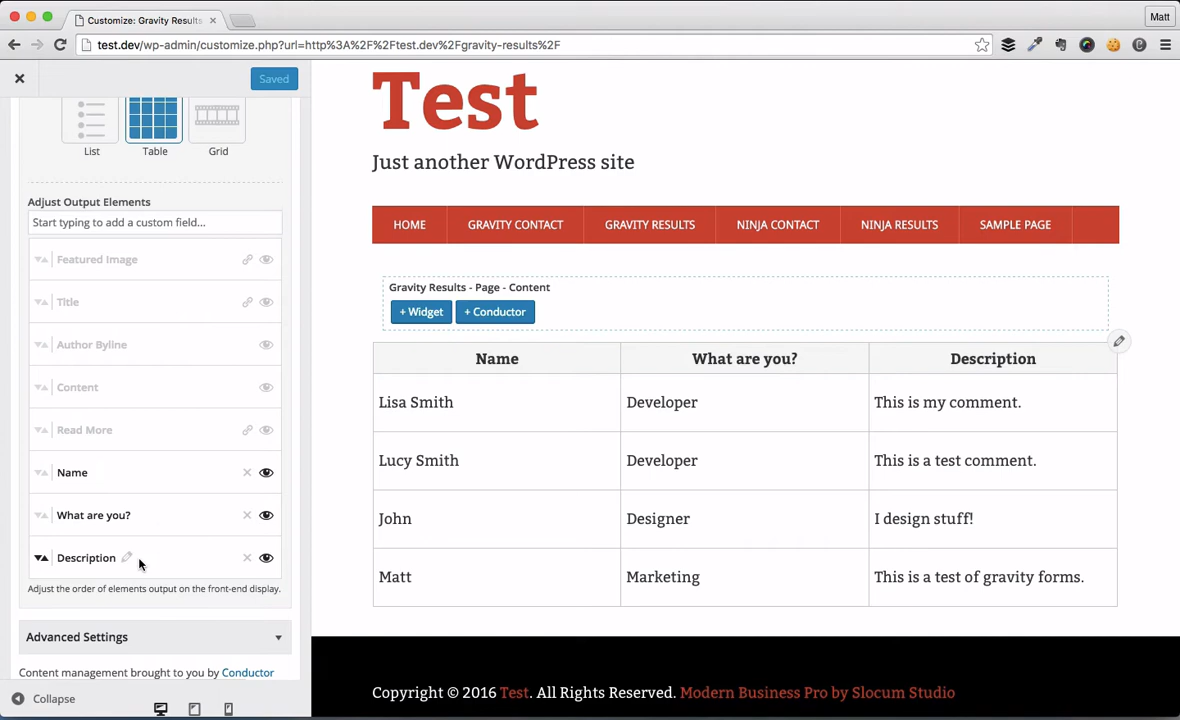 Customize: Gravity Results
Matt
test.dev/wp-admin/customize.php?url=http%3A%2F%2Ftest.dev%2Fgravity-results%2F
Saved
List
Table
Grid
Adjust Output Elements
Start typing to add a custom field...
Featured Image
Title
Author Byline
Content
Read More
Name
What are you?
Description
Adjust the order of elements output on the front-end display.
Advanced Settings
Content management brought to you by Conductor
Collapse
Test
Just another WordPress site
HOME GRAVITY CONTACT GRAVITY RESULTS NINJA CONTACT NINJA RESULTS SAMPLE PAGE
Gravity Results - Page - Content
+ Widget + Conductor
Name What are you? Description
Lisa Smith Developer This is my comment.
Lucy Smith Developer This is a test comment.
John Designer I design stuff!
Matt Marketing This is a test of gravity forms.
Copyright © 2016 Test. All Rights Reserved. Modern Business Pro by Slocum Studio